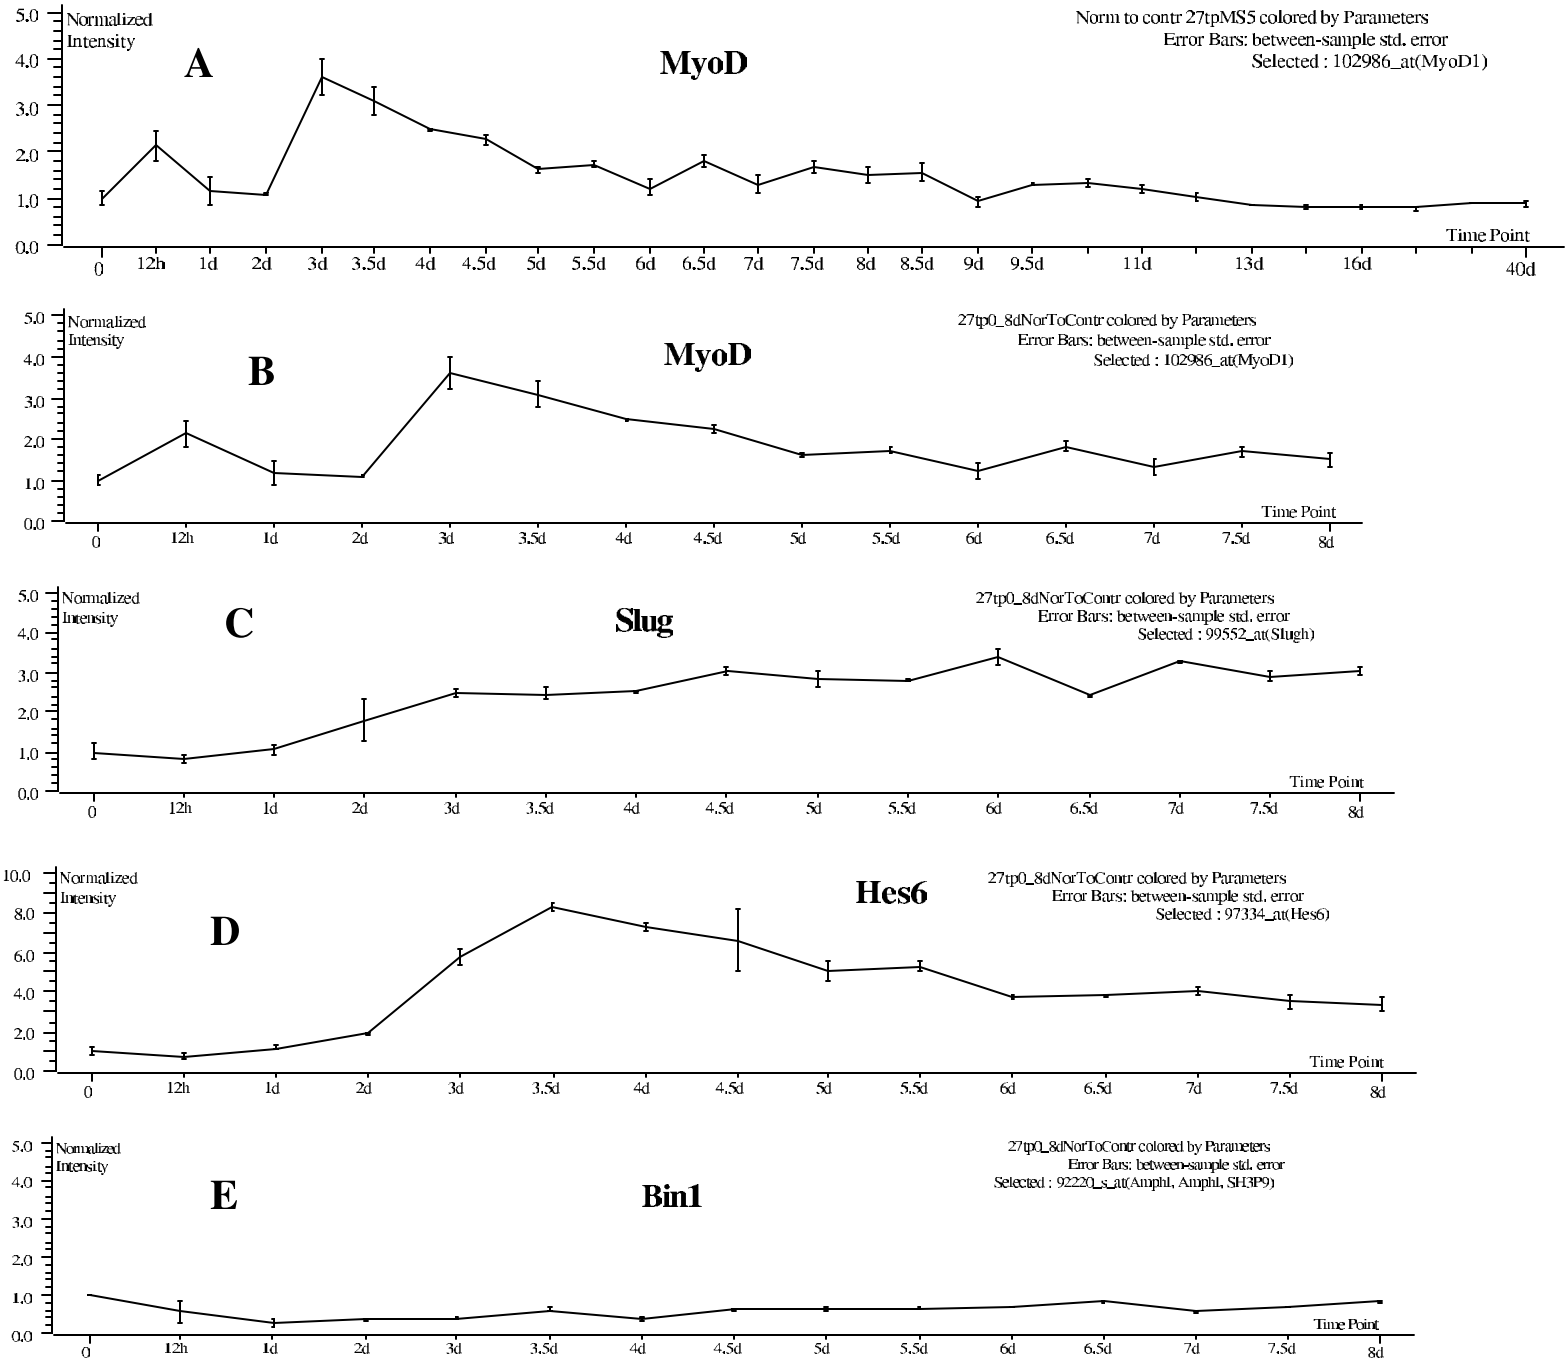 5.0
Normalized
Intensity
A
MyoD
Norm to contr 27tpMS5 colored by Parameters
Error Bars: between-sample std. error
Selected : 102986_at(MyoD1)
4.0
3.0
2.0
1.0
0.0
Time Point
0 12h 1d 2d 3d 3.5d 4d 4.5d 5d 5.5d 6d 6.5d 7d 7.5d 8d 8.5d 9d 9.5d 11d 13d 16d 40d
5.0
Normalized
Intensity
B
MyoD
27tp0_8dNorToContr colored by Parameters
Error Bars: between-sample std. error
Selected : 102986_at(MyoD1)
4.0
3.0
2.0
1.0
0.0
Time Point
0 12h 1d 2d 3d 3.5d 4d 4.5d 5d 5.5d 6d 6.5d 7d 7.5d 8d
5.0
Normalized
Intensity
C
Slug
27tp0_8dNorToContr colored by Parameters
Error Bars: between-sample std. error
Selected : 99552_at(Slugh)
4.0
3.0
2.0
1.0
0.0
Time Point
0 12h 1d 2d 3d 3.5d 4d 4.5d 5d 5.5d 6d 6.5d 7d 7.5d 8d
10.0
Normalized
Intensity
D
Hes6
27tp0_8dNorToContr colored by Parameters
Error Bars: between-sample std. error
Selected : 97334_at(Hes6)
8.0
6.0
4.0
2.0
0.0
Time Point
0 12h 1d 2d 3d 3.5d 4d 4.5d 5d 5.5d 6d 6.5d 7d 7.5d 8d
5.0
Normalized
Intensity
E
Bin1
27tp0_8dNorToContr colored by Parameters
Error Bars: between-sample std. error
Selected : 92220_s_at(Amphl, Amphl, SH3P9)
4.0
3.0
2.0
1.0
0.0
Time Point
0 12h 1d 2d 3d 3.5d 4d 4.5d 5d 5.5d 6d 6.5d 7d 7.5d 8d